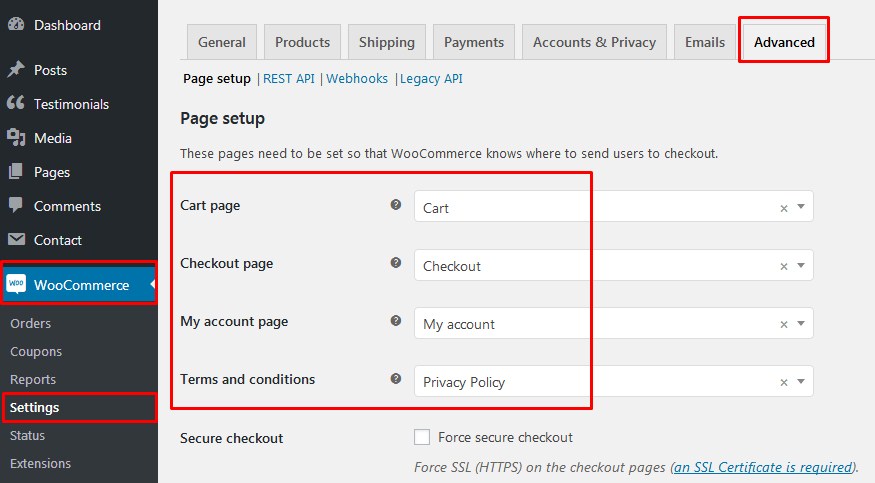 Dashboard
Posts
Testimonials
Media
Pages
Comments
Contact
WOO WooCommerce
Orders
Coupons
Reports
Settings
Status
Extensions
General Products Shipping Payments Accounts & Privacy Emails Advanced
Page setup | REST API | Webhooks | Legacy API
Page setup
These pages need to be set so that WooCommerce knows where to send users to checkout.
Cart page ? Cart ×
Checkout page ? Checkout ×
My account page ? My account ×
Terms and conditions ? Privacy Policy ×
Secure checkout Force secure checkout
Force SSL (HTTPS) on the checkout pages (an SSL Certificate is required).